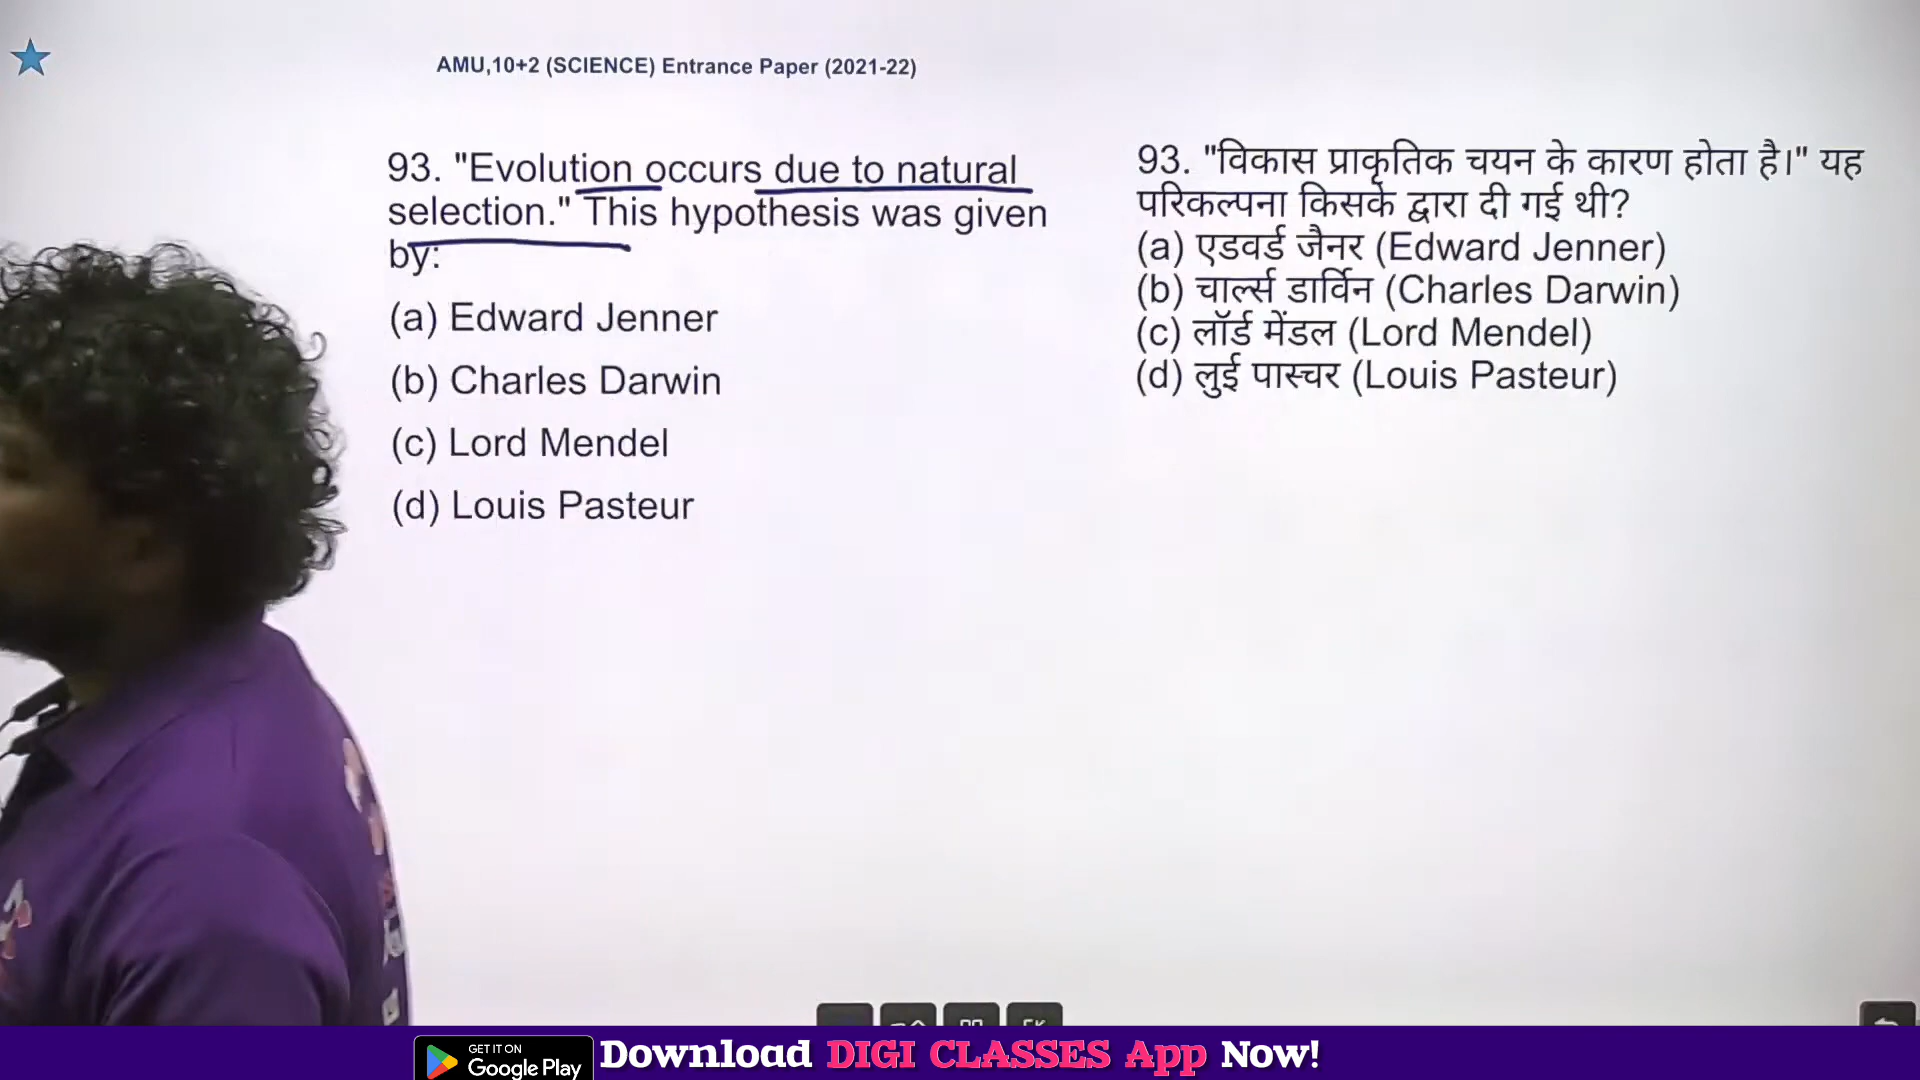 AMU,10+2 (SCIENCE) Entrance Paper (2021-22)
93. "Evolution occurs due to natural
selection." This hypothesis was given
by:
(a) Edward Jenner
(b) Charles Darwin
(c) Lord Mendel
(d) Louis Pasteur
93. "विकास प्राकृतिक चयन के कारण होता है।" यह
परिकल्पना किसके द्वारा दी गई थी?
(a) एडवर्ड जैनर (Edward Jenner)
(b) चार्ल्स डार्विन (Charles Darwin)
(c) लॉर्ड मेंडल (Lord Mendel)
(d) लुई पास्चर (Louis Pasteur)
GET IT ON
Google Play
Download DIGI CLASSES App Now!